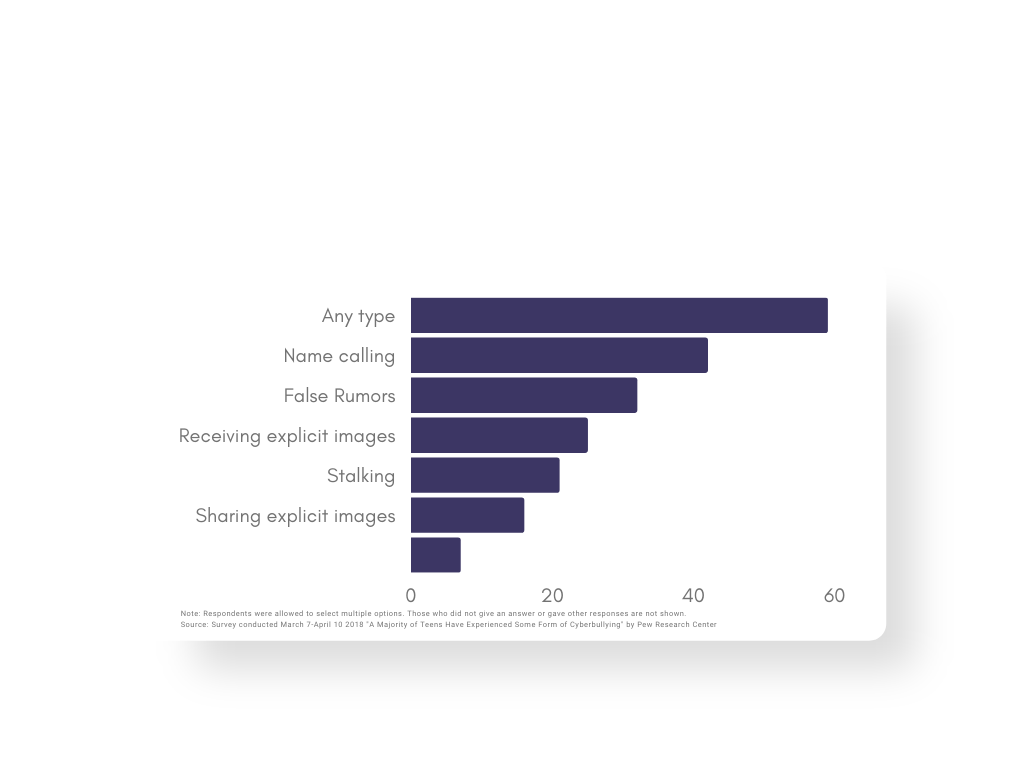 Any type
Name calling
False Rumors
Receiving explicit images
Stalking
Sharing explicit images
0 20 40 60
Note: Respondents were allowed to select multiple options. Those who did not give an answer or gave other responses are not shown.
Source: Survey conducted March 7-April 10 2018 "A Majority of Teens Have Experienced Some Form of Cyberbullying" by Pew Research Center